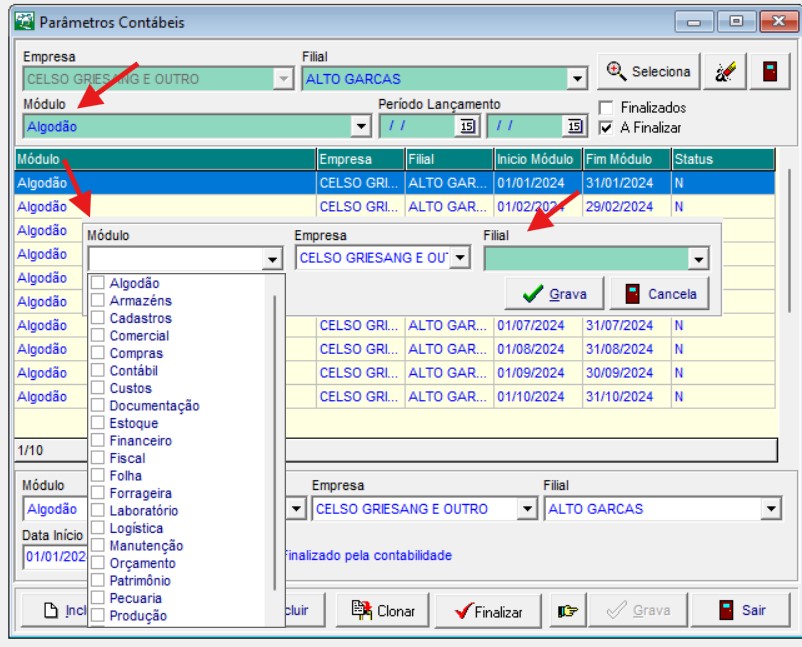 Parâmetros Contábeis
Empresa Filial
CELSO GRIESANG E OUTRO ALTO GARCAS Seleciona
Módulo Período Lançamento Finalizados
Algodão / / 15 / / 15 A Finalizar
Módulo Empresa Filial Inicio Módulo Fim Módulo Status
Algodão CELSO GRI... ALTO GAR... 01/01/2024 31/01/2024 N
Algodão CELSO GRI... ALTO GAR... 01/02/2024 29/02/2024 N
Algodão
Algodão
Algodão
Algodão
Algodão CELSO GRI... ALTO GAR... 01/07/2024 31/07/2024 N
Algodão CELSO GRI... ALTO GAR... 01/08/2024 31/08/2024 N
Algodão CELSO GRI... ALTO GAR... 01/09/2024 30/09/2024 N
Algodão CELSO GRI... ALTO GAR... 01/10/2024 31/10/2024 N
Módulo Empresa Filial
CELSO GRIESANG E OU
Grava Cancela
Algodão
Armazéns
Cadastros
Comercial
Compras
Contábil
Custos
Documentação
Estoque
Financeiro
Fiscal
Folha
Forrageira
Laboratório
Logística
Manutenção
Orçamento
Patrimônio
Pecuaria
Produção
1/10
Módulo Empresa Filial
Algodão CELSO GRIESANG E OUTRO ALTO GARCAS
Data Início
01/01/202 Finalizado pela contabilidade
Incl luir Clonar Finalizar Grava Sair